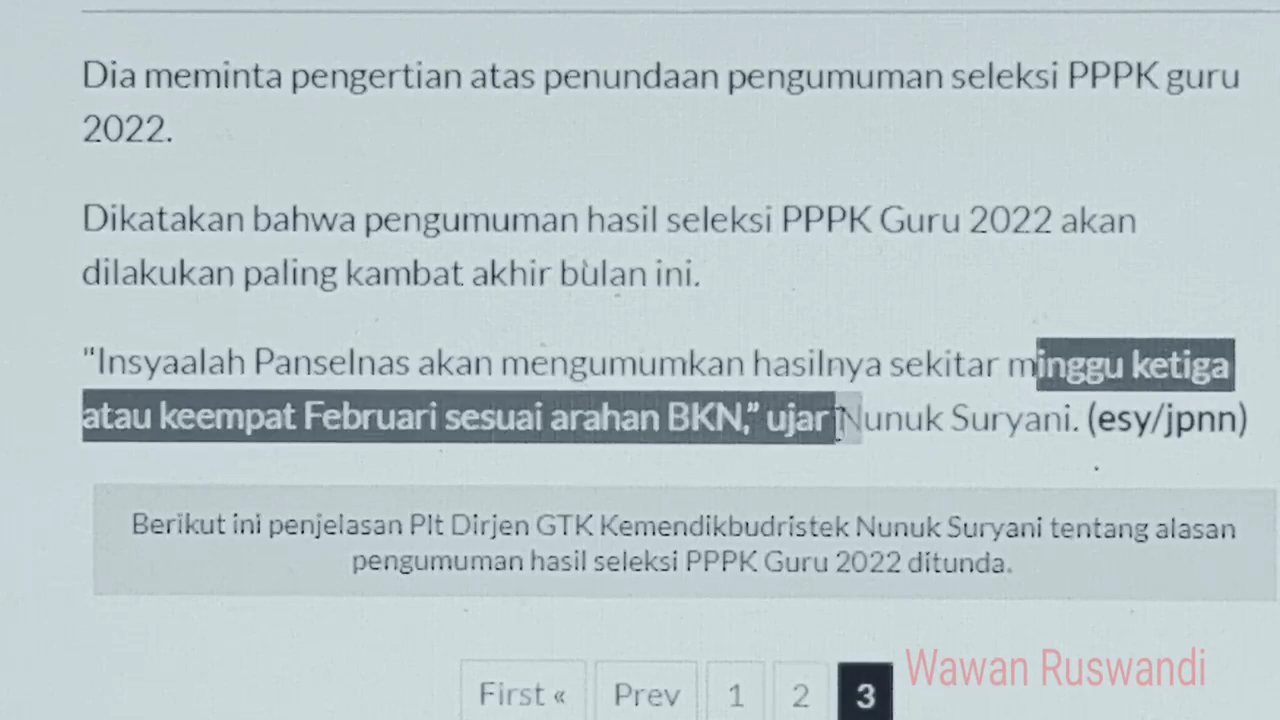 Dia meminta pengertian atas penundaan pengumuman seleksi PPPK guru
2022.
Dikatakan bahwa pengumuman hasil seleksi PPPK Guru 2022 akan
dilakukan paling kambat akhir bulan ini.
"Insyaalah Panselnas akan mengumumkan hasilnya sekitar minggu ketiga
atau keempat Februari sesuai arahan BKN,” ujar Nunuk Suryani. (esy/jpnn)
Berikut ini penjelasan Plt Dirjen GTK Kemendikbudristek Nunuk Suryani tentang alasan
pengumuman hasil seleksi PPPK Guru 2022 ditunda.
First « Prev 1 2 3
Wawan Ruswandi